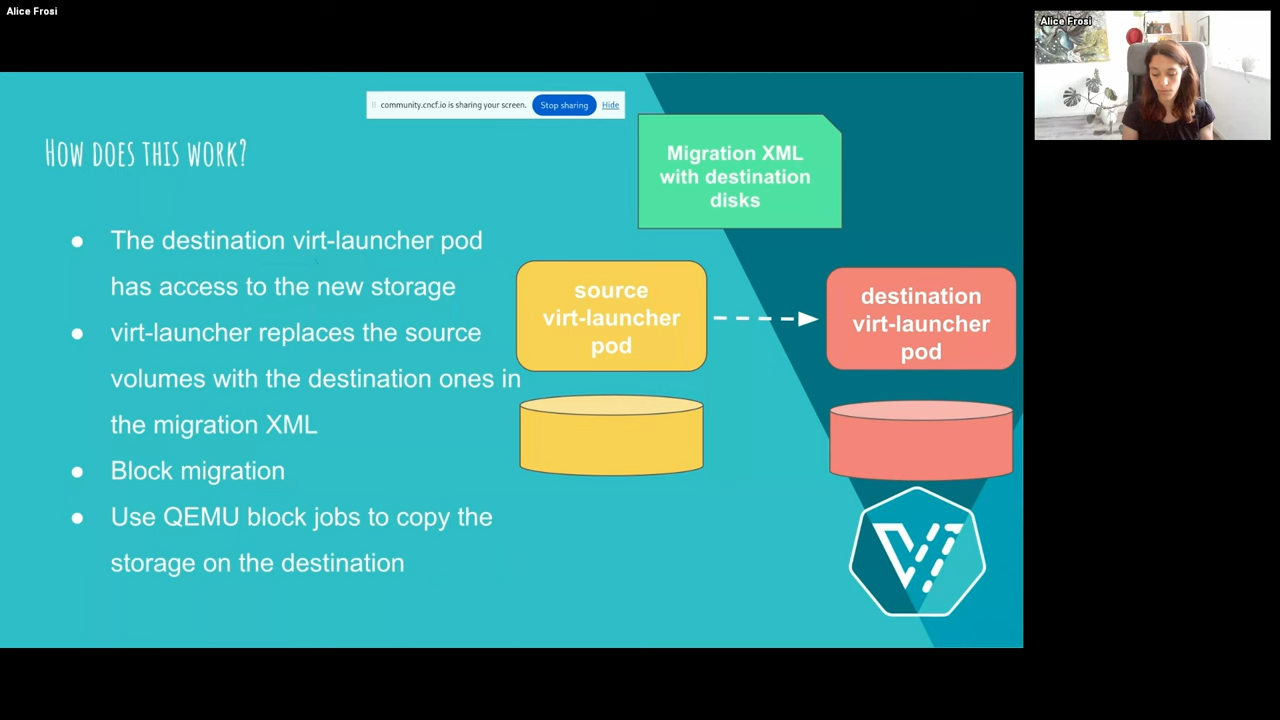 Alice Frosi
Alice Frosi
community.cncf.io is sharing your screen.
Stop sharing
Hide
HOW DOES THIS WORK?
Migration XML
with destination
disks
● The destination virt-launcher pod
has access to the new storage
● virt-launcher replaces the source
volumes with the destination ones in
the migration XML
● Block migration
● Use QEMU block jobs to copy the
storage on the destination
source
virt-launcher
pod
destination
virt-launcher
pod